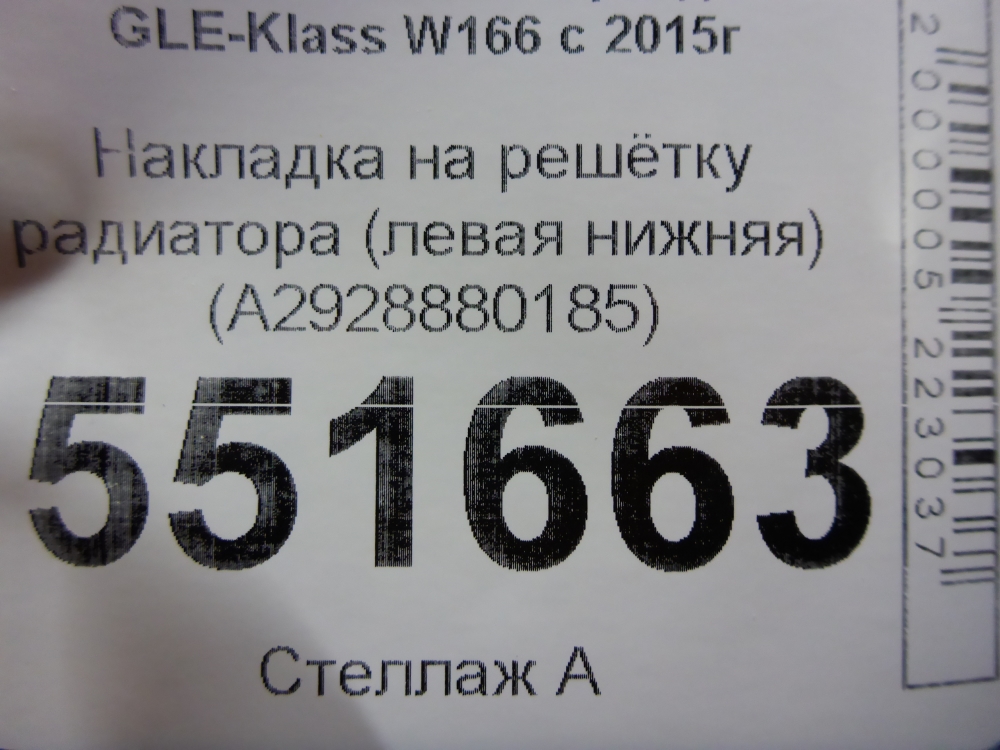 GLE-Klass W166 с 2015г
Накладка на решётку
радиатора (левая нижняя)
(A2928880185)
551663
Стеллаж А
2000005223037